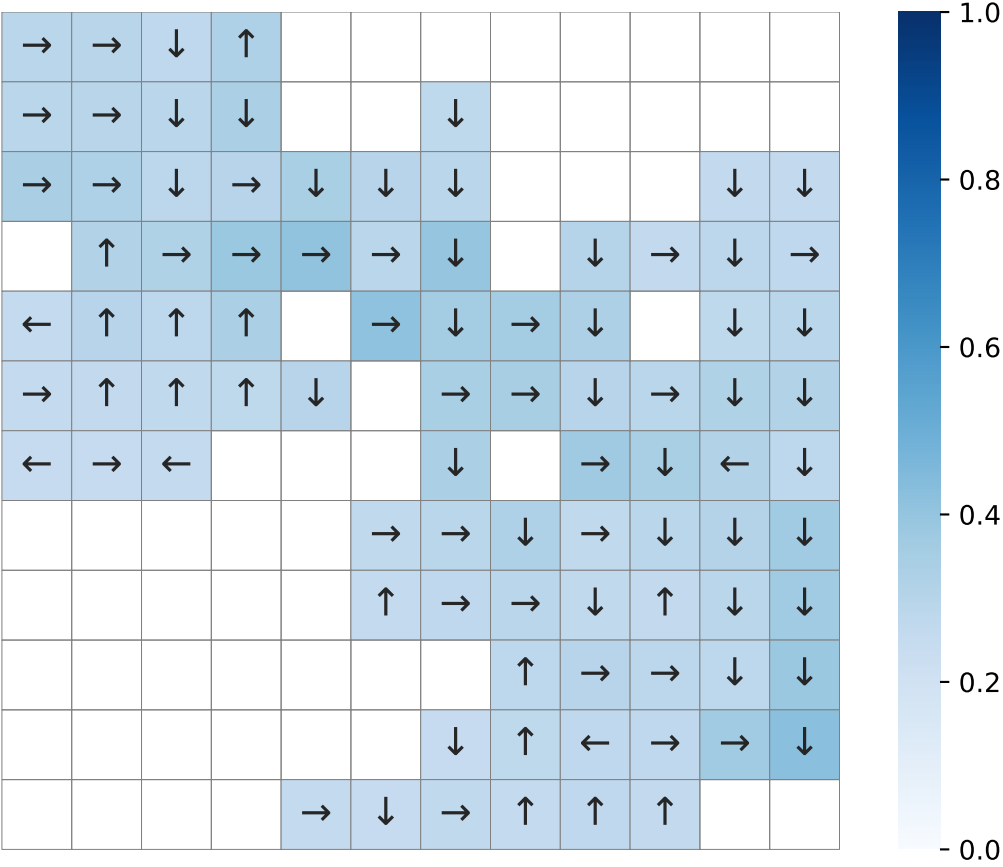 → → ↓ ↑
→ → ↓ ↓ ↓
→ → ↓ → ↓ ↓ ↓ ↓ ↓
↑ → → → → ↓ ↓ → ↓ →
← ↑ ↑ ↑ → ↓ → ↓ ↓ ↓
→ ↑ ↑ ↑ ↓ → → ↓ → ↓ ↓
← → ← ↓ → ↓ ← ↓
→ → ↓ → ↓ ↓ ↓
↑ → → ↓ ↑ ↓ ↓
↑ → → ↓ ↓
↓ ↑ ← → → ↓
→ ↓ → ↑ ↑ ↑
1.0
0.8
0.6
0.4
0.2
0.0